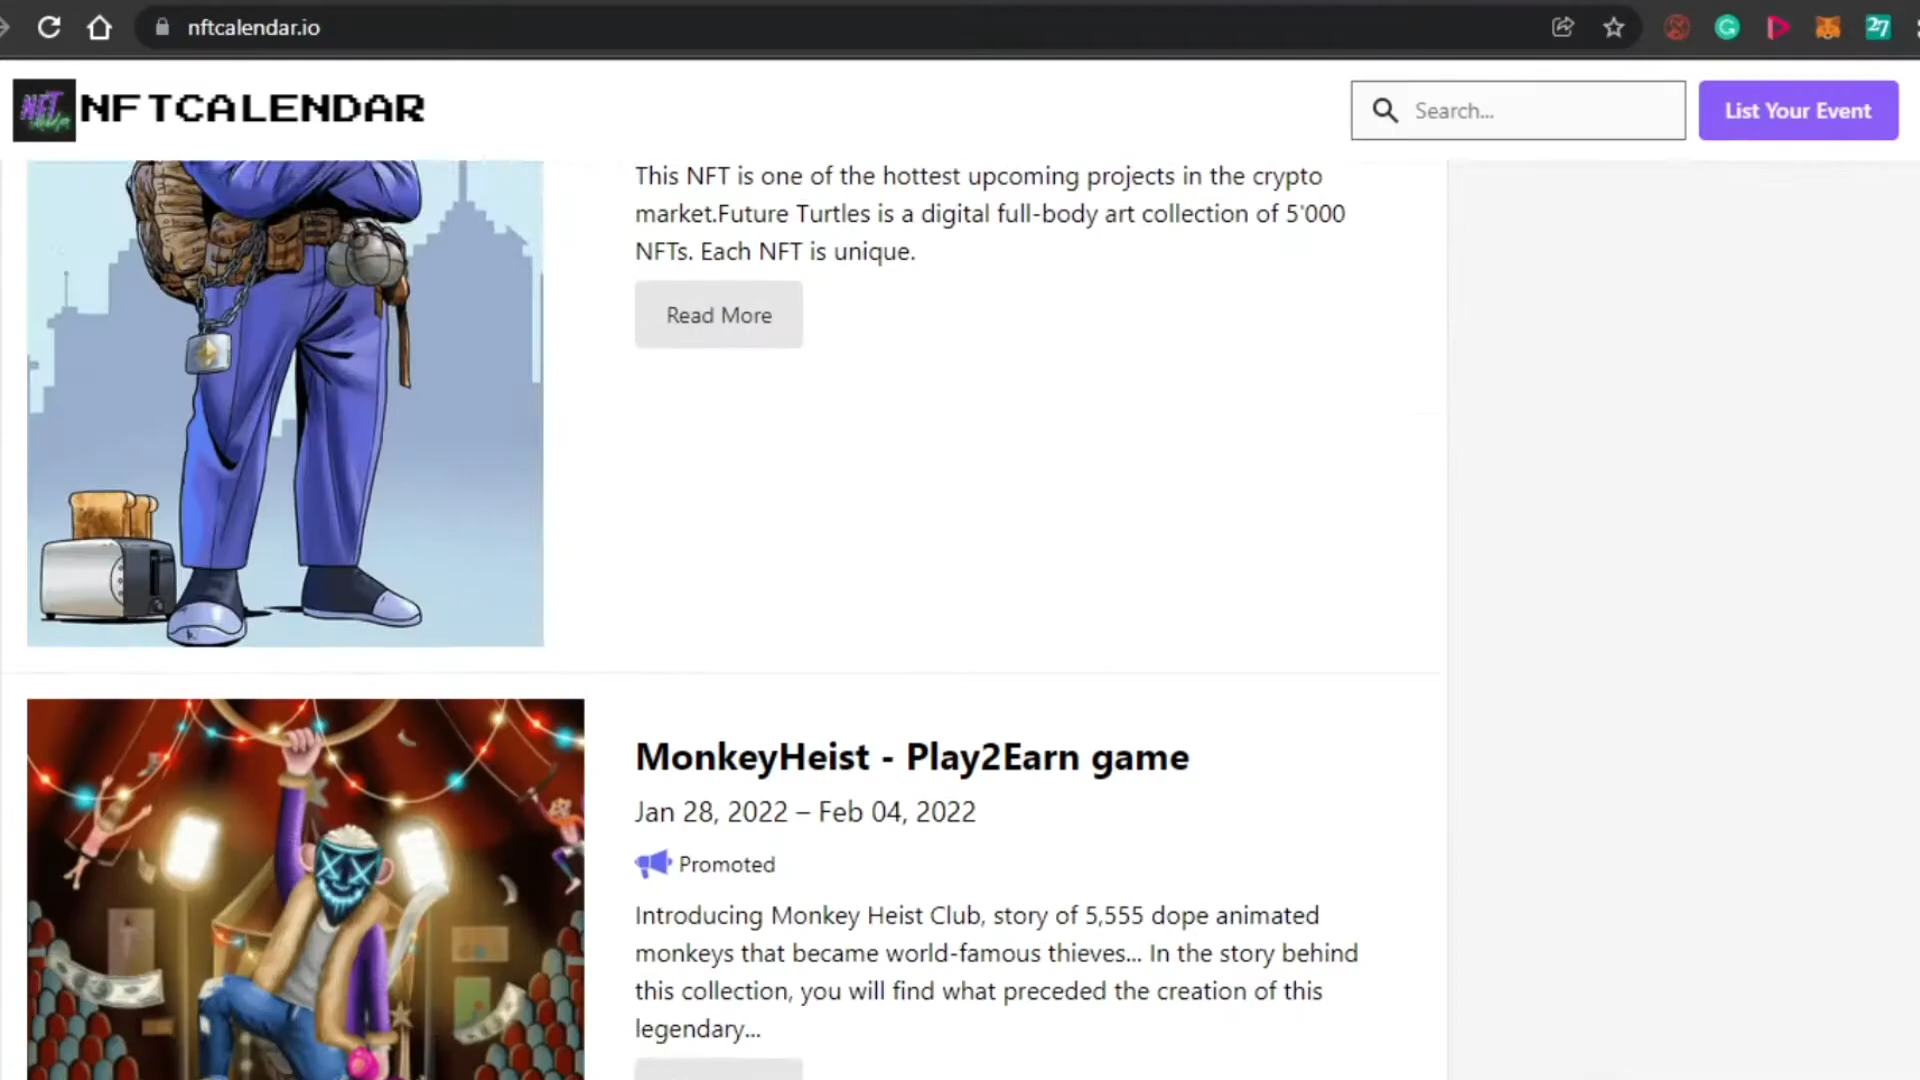 nftcalendar.io
27
NFT
NFTCALENDAR
Search...
List Your Event
This NFT is one of the hottest upcoming projects in the crypto
market.Future Turtles is a digital full-body art collection of 5'000
NFTs. Each NFT is unique.
Read More
MonkeyHeist - Play2Earn game
Jan 28, 2022 – Feb 04, 2022
Promoted
Introducing Monkey Heist Club, story of 5,555 dope animated
monkeys that became world-famous thieves... In the story behind
this collection, you will find what preceded the creation of this
legendary...